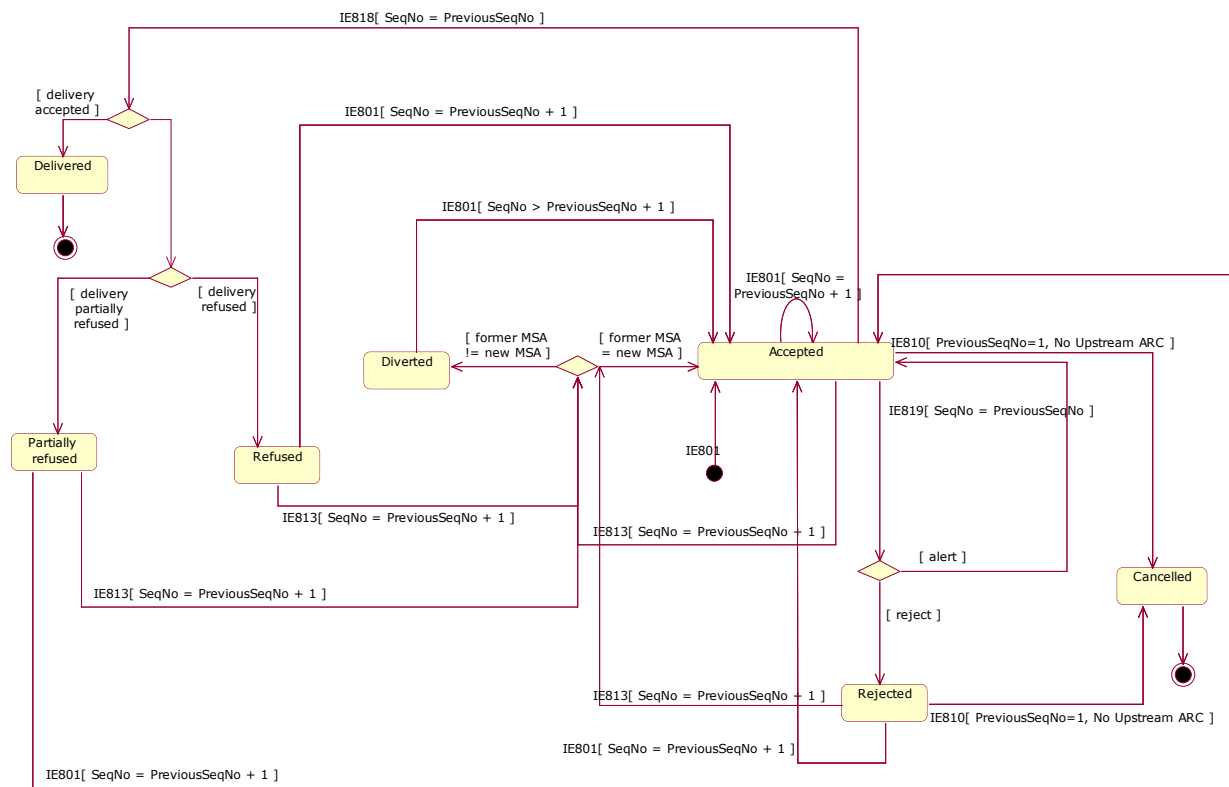 IE818[ SeqNo = PreviousSeqNo ]
[ delivery
accepted ]
IE801[ SeqNo = PreviousSeqNo + 1 ]
Delivered
IE801[ SeqNo > PreviousSeqNo + 1 ]
IE801[ SeqNo =
PreviousSeqNo + 1 ]
[ delivery
partially
refused ]
[ delivery
refused ]
[ former MSA
!= new MSA ]
[ former MSA
= new MSA ]
Accepted
IE810[ PreviousSeqNo=1, No Upstream ARC ]
Diverted
IE819[ SeqNo = PreviousSeqNo ]
Partially
refused
Refused
IE801
IE813[ SeqNo = PreviousSeqNo + 1 ]
IE813[ SeqNo = PreviousSeqNo + 1 ]
[ alert ]
Cancelled
IE813[ SeqNo = PreviousSeqNo + 1 ]
[ reject ]
IE813[ SeqNo = PreviousSeqNo + 1 ]
Rejected
IE810[ PreviousSeqNo=1, No Upstream ARC ]
IE801[ SeqNo = PreviousSeqNo + 1 ]
IE801[ SeqNo = PreviousSeqNo + 1 ]